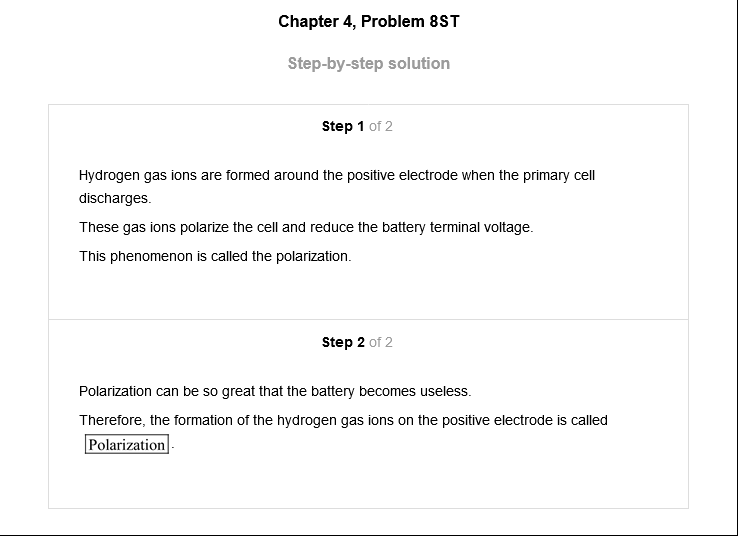 Chapter 4, Problem 8ST
Step-by-step solution
Step 1 of 2
Hydrogen gas ions are formed around the positive electrode when the primary cell
discharges.
These gas ions polarize the cell and reduce the battery terminal voltage.
This phenomenon is called the polarization.
Step 2 of 2
Polarization can be so great that the battery becomes useless.
Therefore, the formation of the hydrogen gas ions on the positive electrode is called
Polarization.